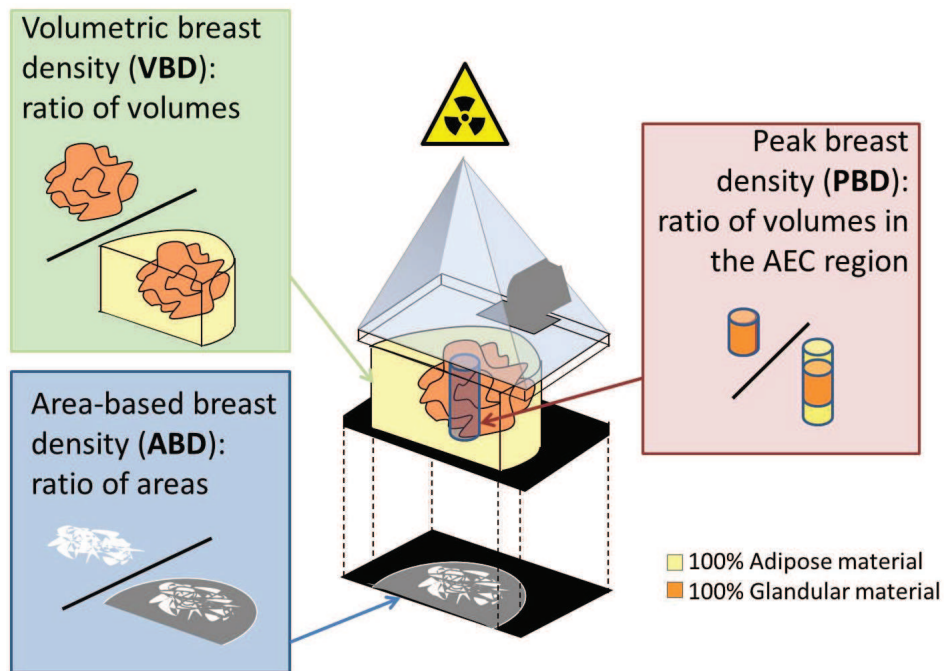 Volumetric breast
density (VBD):
ratio of volumes
Peak breast
density (PBD):
ratio of volumes in
the AEC region
Area-based breast
density (ABD):
ratio of areas
100% Adipose material
100% Glandular material